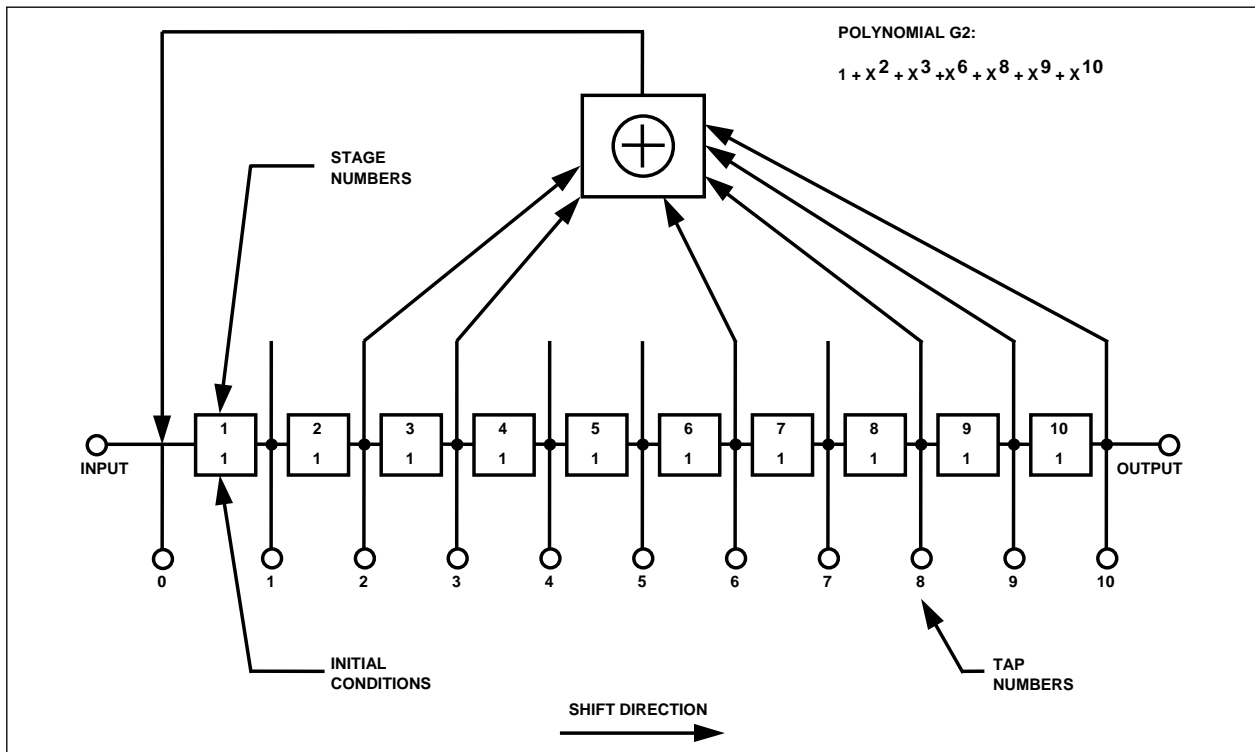 POLYNOMIAL G2:
1 + X2 + X3 +X6 + X8 + X9 + X10
STAGE
NUMBERS
1 2 3 4 5 6 7 8 9 10
1 1 1 1 1 1 1 1 1 1
INPUT
OUTPUT
0 1 2 3 4 5 6 7 8 9 10
INITIAL
CONDITIONS
TAP
NUMBERS
SHIFT DIRECTION